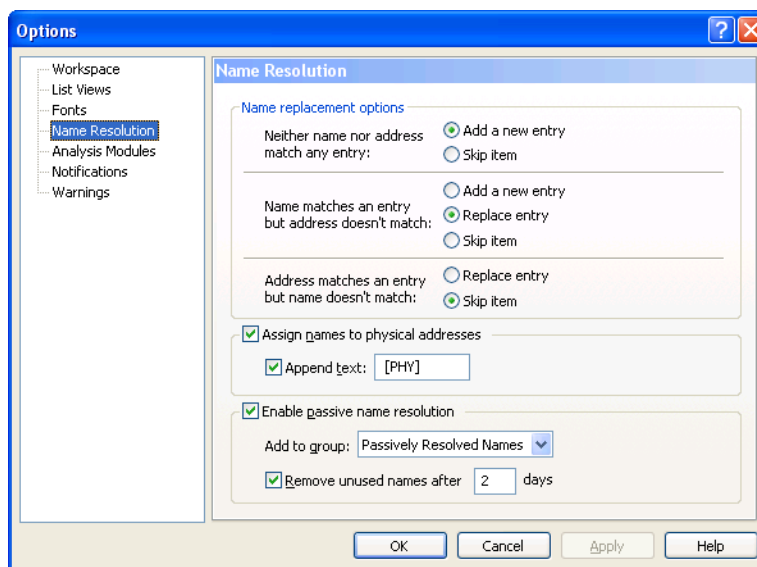 Options
Workspace
List Views
Fonts
Name Resolution
Analysis Modules
Notifications
Warnings
Name Resolution
Name replacement options
Neither name nor address
match any entry:
Add a new entry
Skip item
Name matches an entry
but address doesn't match:
Add a new entry
Replace entry
Skip item
Address matches an entry
but name doesn't match:
Replace entry
Skip item
Assign names to physical addresses
Append text: [PHY]
Enable passive name resolution
Add to group: Passively Resolved Names
Remove unused names after 2 days
OK Cancel Apply Help